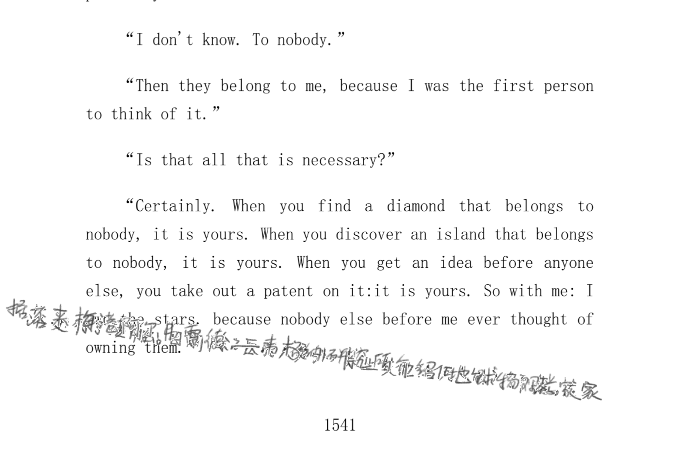 “I don't know. To nobody.”
“Then they belong to me, because I was the first person
to think of it.”
“Is that all that is necessary?”
“Certainly. When you find a diamond that belongs to
nobody, it is yours. When you discover an island that belongs
to nobody, it is yours. When you get an idea before anyone
else, you take out a patent on it:it is yours. So with me: I
the stars. because nobody else before me ever thought of
owning them.
1541